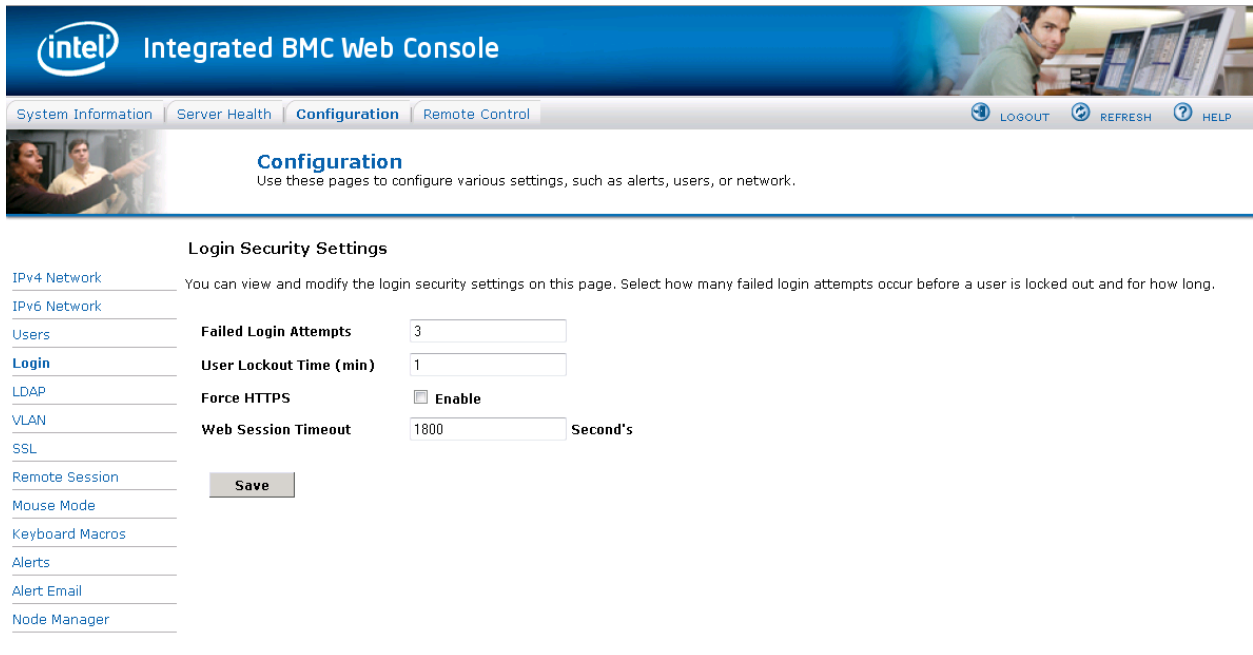 intel Integrated BMC Web Console
System Information Server Health Configuration Remote Control LOGOUT REFRESH ? HELP
Configuration
Use these pages to configure various settings, such as alerts, users, or network.
Login Security Settings
You can view and modify the login security settings on this page. Select how many failed login attempts occur before a user is locked out and for how long.
IPv4 Network
IPv6 Network
Users
Login
LDAP
VLAN
SSL
Remote Session
Mouse Mode
Keyboard Macros
Alerts
Alert Email
Node Manager
Failed Login Attempts 3
User Lockout Time (min) 1
Force HTTPS Enable
Web Session Timeout 1800 Second's
Save